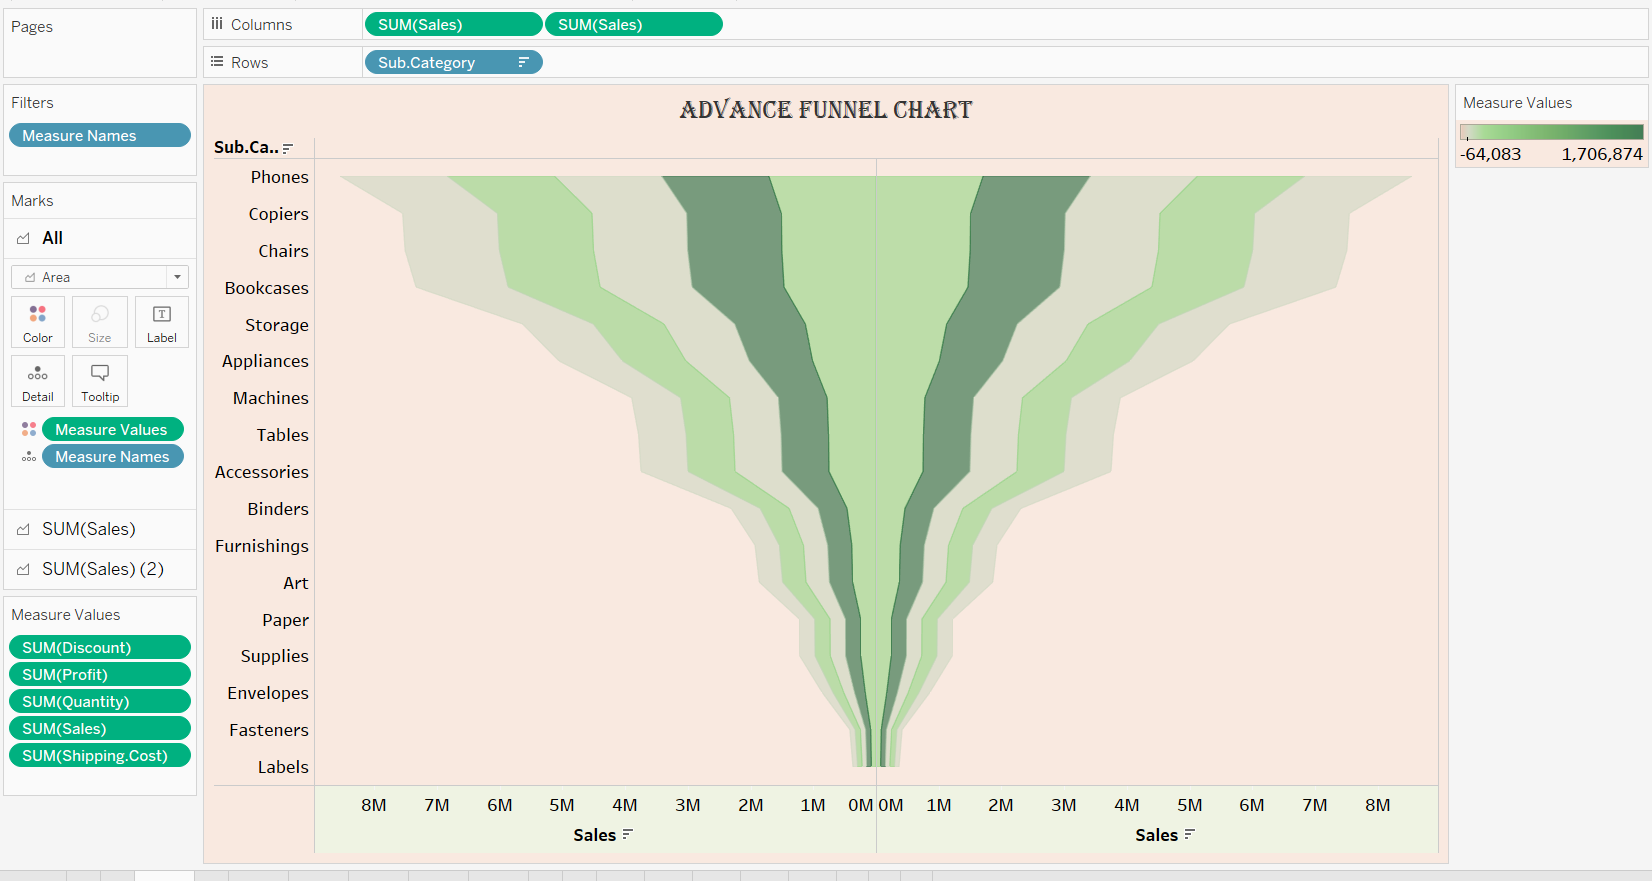 Pages
Columns
SUM(Sales)
SUM(Sales)
Rows
Sub.Category
Filters
Measure Names
Marks
All
Area
Color
Size
T
Label
Detail
Tooltip
Measure Values
Measure Names
SUM(Sales)
SUM(Sales) (2)
Measure Values
SUM(Discount)
SUM(Profit)
SUM(Quantity)
SUM(Sales)
SUM(Shipping.Cost)
ADVANCE FUNNEL CHART
Sub.Ca..
Phones
Copiers
Chairs
Bookcases
Storage
Appliances
Machines
Tables
Accessories
Binders
Furnishings
Art
Paper
Supplies
Envelopes
Fasteners
Labels
8M 7M 6M 5M 4M 3M 2M 1M 0M 0M 1M 2M 3M 4M 5M 6M 7M 8M
Sales
Sales
Measure Values
-64,083 1,706,874